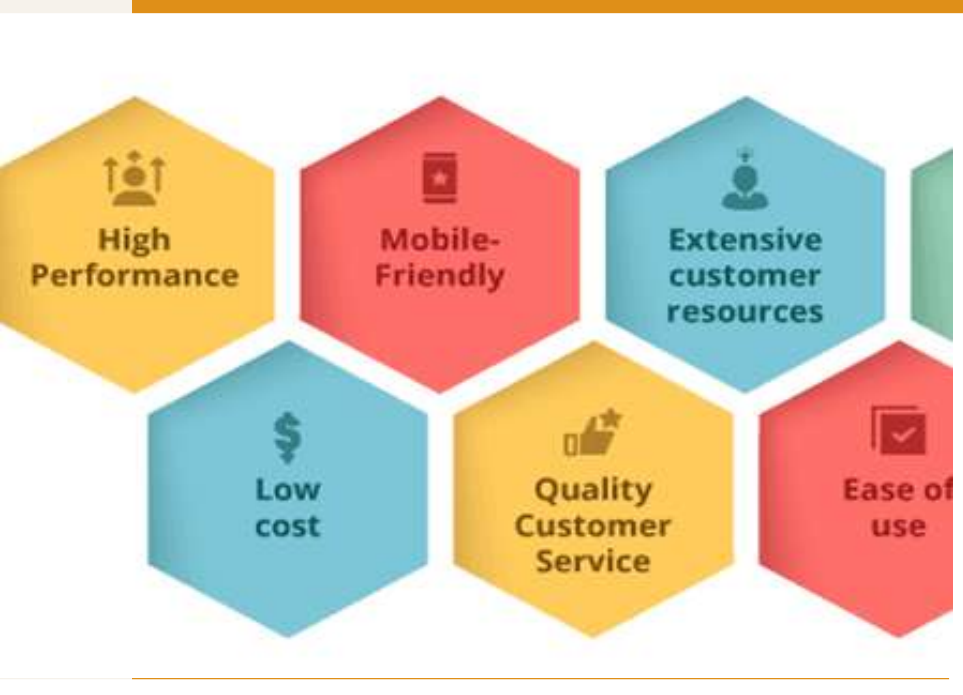 High
Performance
Mobile-
Friendly
Extensive
customer
resources
Low
cost
Quality
Customer
Service
Ease of
use